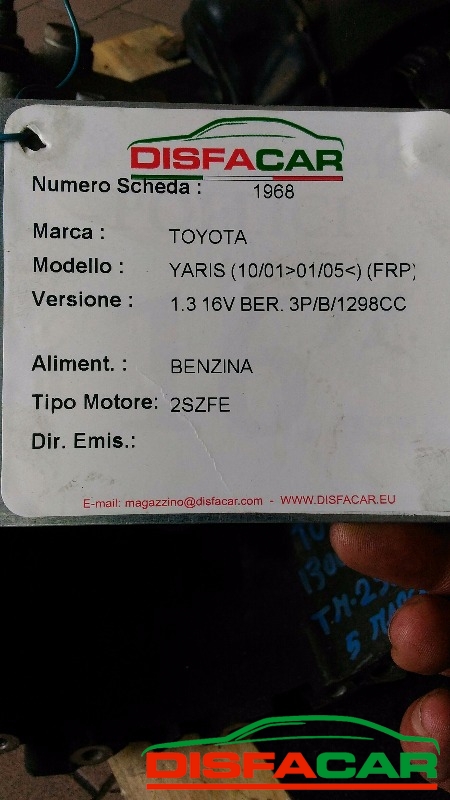 DISFACAR
Numero Scheda : 1968
Marca : TOYOTA
Modello : YARIS (10/01>01/05<) (FRP)
Versione : 1.3 16V BER. 3P/B/1298CC
Aliment. : BENZINA
Tipo Motore: 2SZFE
Dir. Emis.:
E-mail: magazzino@disfacar.com - WWW.DISFACAR.EU
DISFACAR